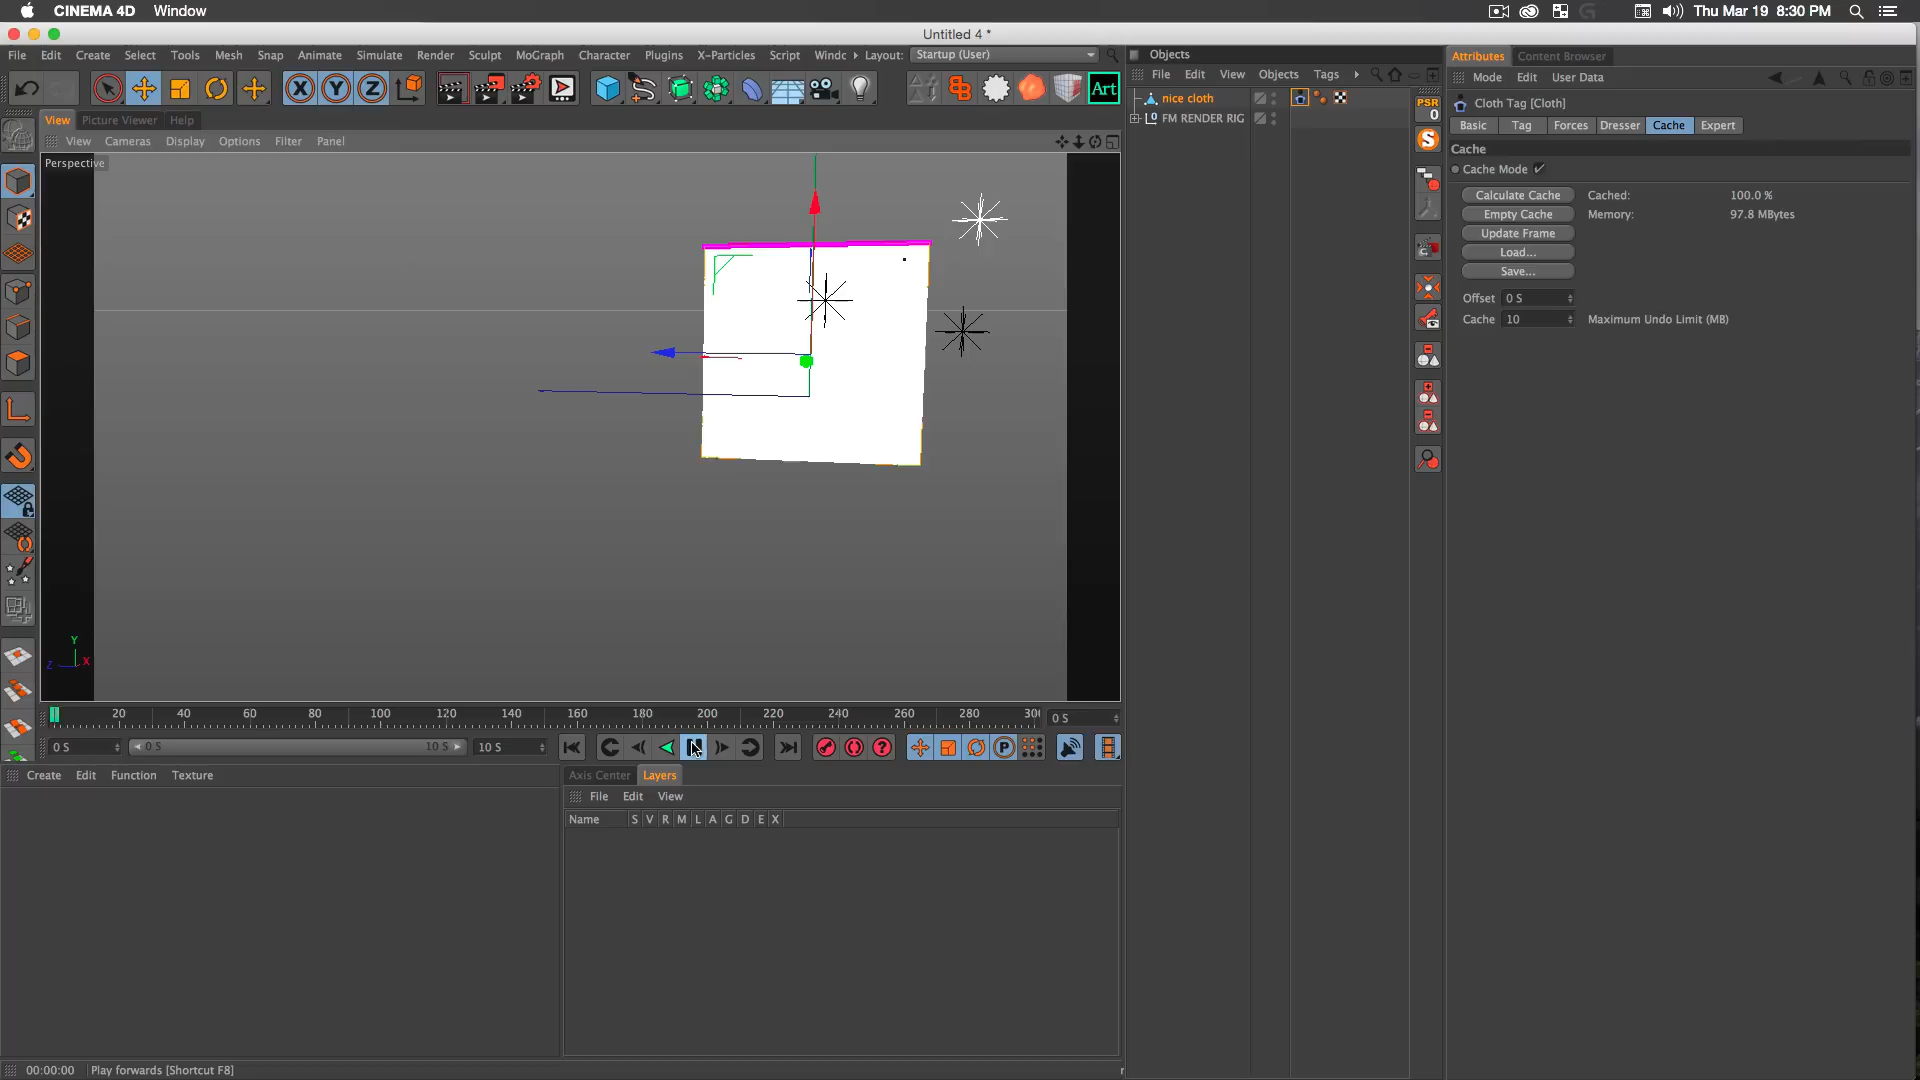 CINEMA 4D Window
Thu Mar 19 8:30 PM
Untitled 4 *
File Edit Create Select Tools Mesh Snap Animate Simulate Render Sculpt MoGraph Character Plugins X-Particles Script Windc Layout: Startup (User)
Objects
Attributes Content Browser
File Edit View Objects Tags
Mode Edit User Data
X Y Z
Art
nice cloth
FM RENDER RIG
PSR
0
Cloth Tag [Cloth]
View Picture Viewer Help
Basic Tag Forces Dresser Cache Expert
View Cameras Display Options Filter Panel
Cache
Perspective
Cache Mode
Calculate Cache Cached: 100.0 %
Empty Cache Memory: 97.8 MBytes
Update Frame
Load...
Save...
Offset 0 S
Cache 10 Maximum Undo Limit (MB)
Y
Z X
20 40 60 80 100 120 140 160 180 200 220 240 260 280 30
0 S
0 S 0 S 10 S 10 S
P
Create Edit Function Texture
Axis Center Layers
File Edit View
Name S V R M L A G D E X
00:00:00 Play forwards [Shortcut F8]